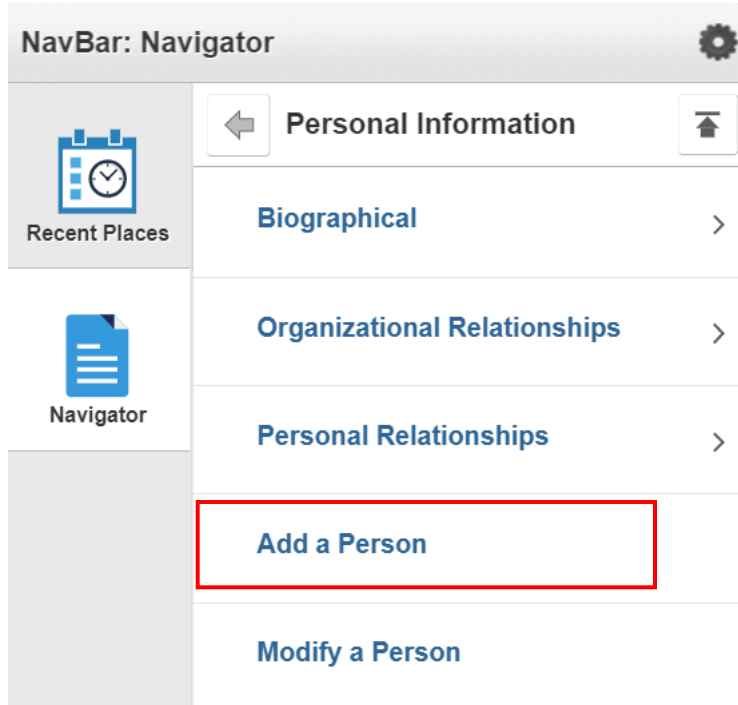 NavBar: Navigator
Personal Information
Recent Places
Navigator
Biographical
Organizational Relationships
Personal Relationships
Add a Person
Modify a Person